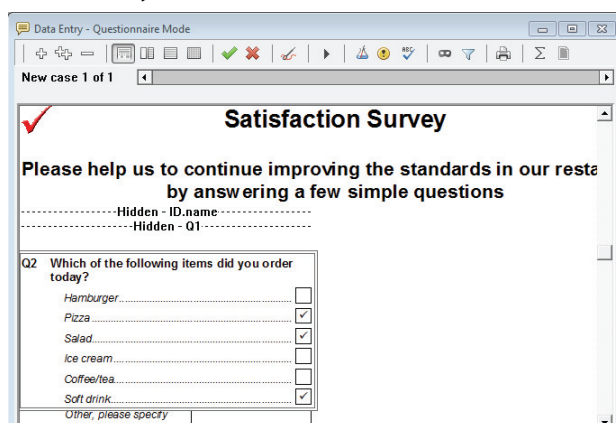 Data Entry - Questionnaire Mode
ABC
Σ
New case 1 of 1
Satisfaction Survey
Please help us to continue improving the standards in our resta
by answering a few simple questions
------------------Hidden - ID.name------------------
---------------------Hidden - Q1---------------------
Q2 Which of the following items did you order
today?
Hamburger
Pizza
Salad
Ice cream
Coffee/tea
Soft drink
Other, please specify